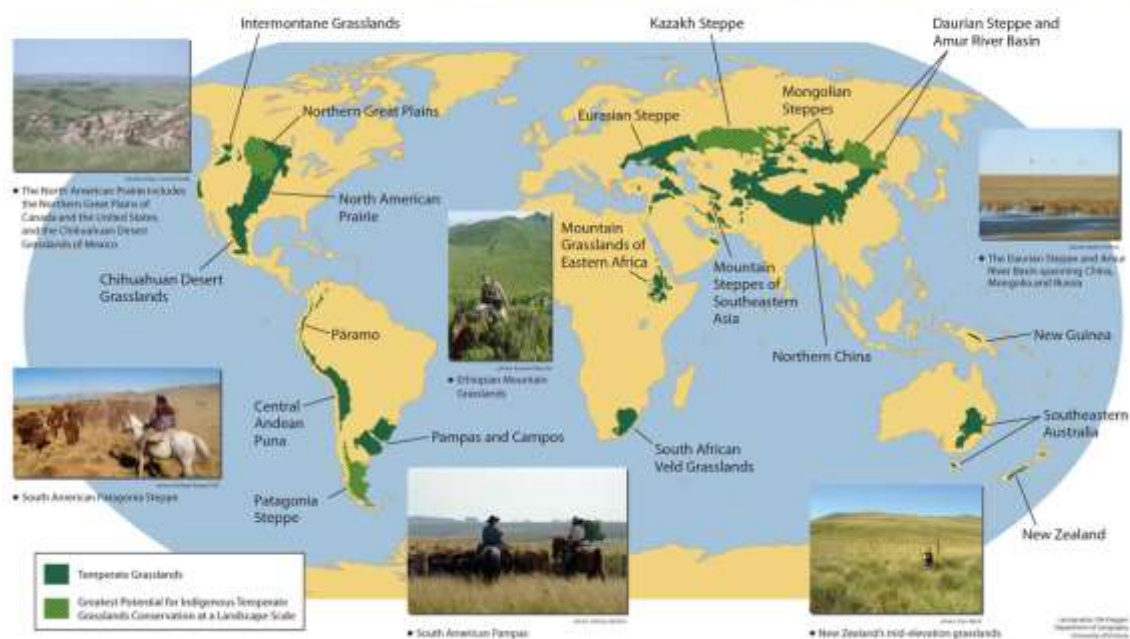 Intermontane Grasslands
Kazakh Steppe
Daurian Steppe and
Amur River Basin
Northern Great Plains
Eurasian Steppe
Mongolian
Steppes
• The North American Prairie includes
the Northern Great Plains of
Canada and the United States
and the Chihuahuan Desert
Grasslands of Mexico
North American
Prairie
Mountain
Grasslands of
Eastern Africa
Mountain
Steppes of
Southeastern
Asia
• The Daurian Steppe and Amur
River Basin spanning China,
Mongolia and Russia
Chihuahuan Desert
Grasslands
Páramo
New Guinea
Northern China
• Ethiopian Mountain
Grasslands
Central
Andean
Puna
Pampas and Campos
South African
Veld Grasslands
Southeastern
Australia
• South American Patagonia Steppe
Patagonia
Steppe
New Zealand
Temperate Grasslands
Greatest Potential for Indigenous Temperate
Grasslands Conservation at a Landscape Scale
• South American Pampas
• New Zealand's mid-elevation grasslands
Department of Geography